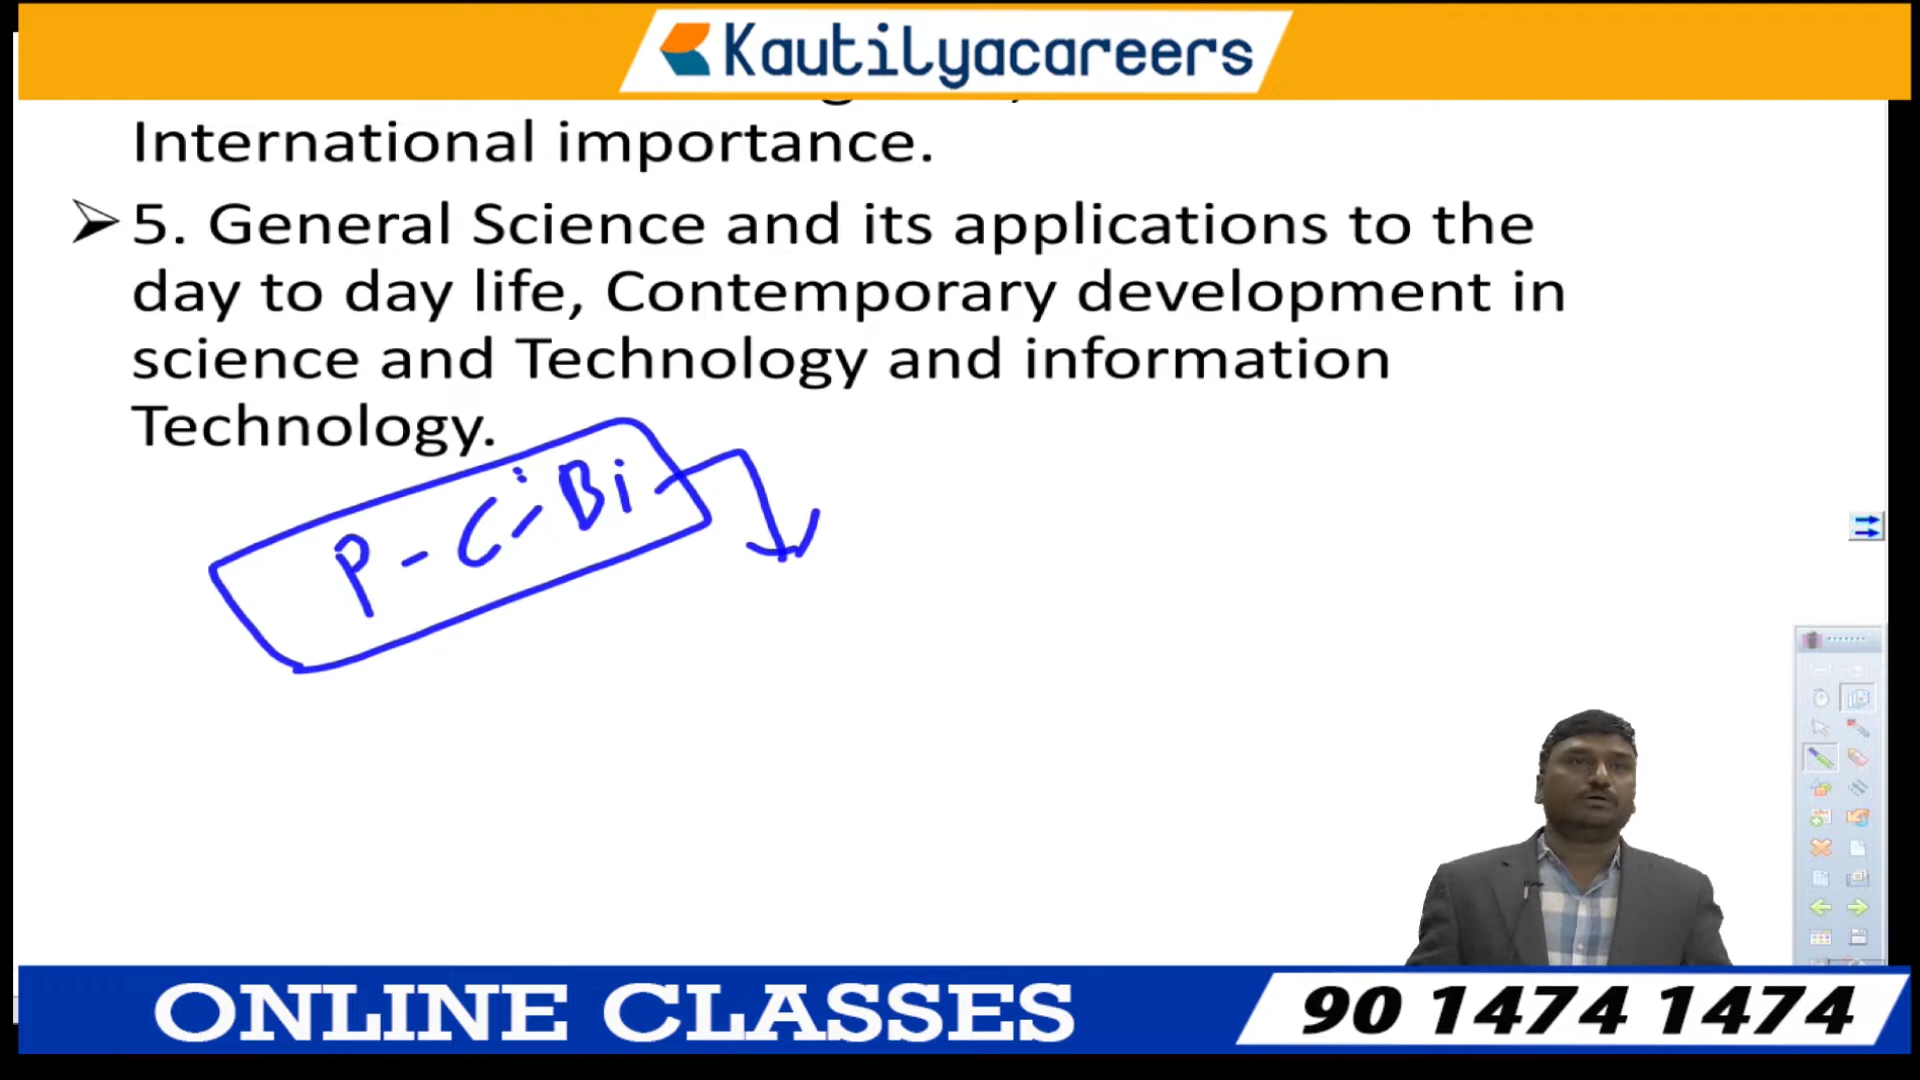 Kautilyacareers
International importance.
5. General Science and its applications to the
day to day life, Contemporary development in
science and Technology and information
Technology.
P - C - Bi
ONLINE CLASSES
90 1474 1474